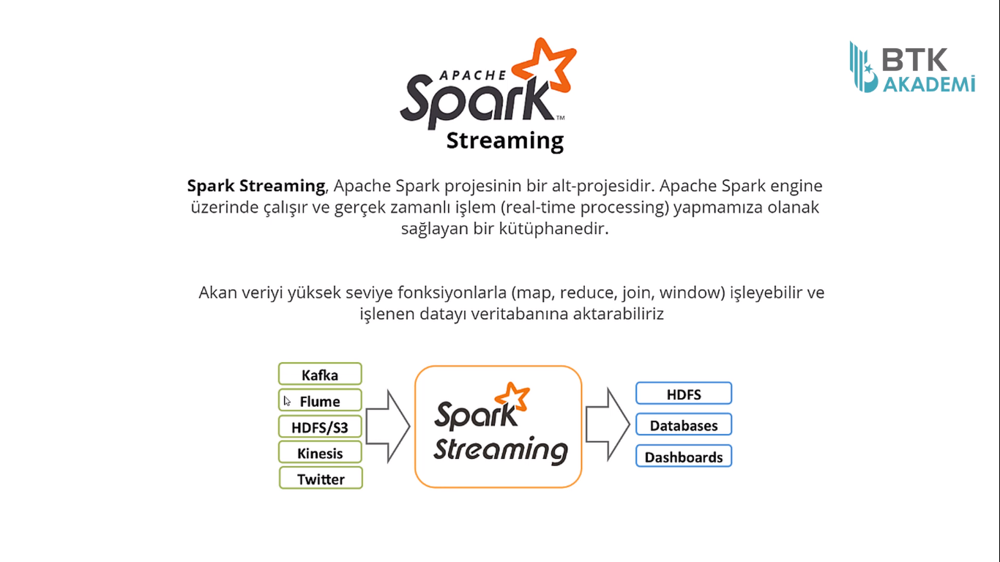 APACHE
Spark™
Streaming
BTK
AKADEMİ
Spark Streaming, Apache Spark projesinin bir alt-projesidir. Apache Spark engine
üzerinde çalışır ve gerçek zamanlı işlem (real-time processing) yapmamıza olanak
sağlayan bir kütüphanedir.
Akan veriyi yüksek seviye fonksiyonlarla (map, reduce, join, window) işleyebilir ve
işlenen datayı veritabanına aktarabiliriz
Kafka
Flume
HDFS/S3
Kinesis
Twitter
Spark
Streaming
HDFS
Databases
Dashboards